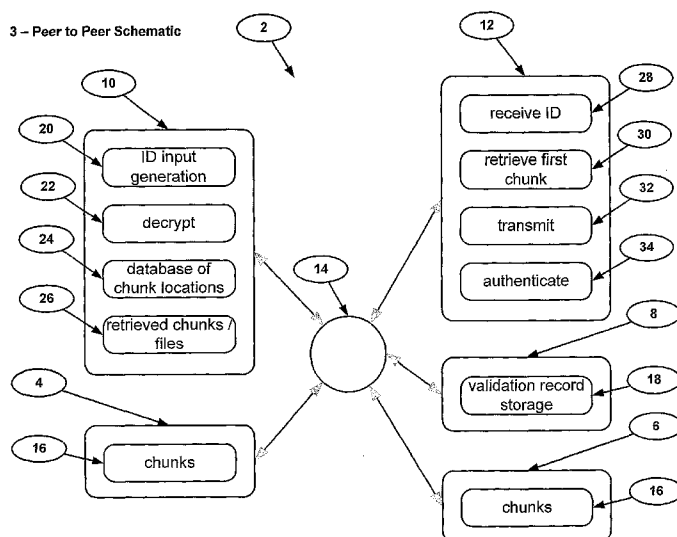 3 – Peer to Peer Schematic
2
12
10
28
receive ID
20
ID input
generation
30
retrieve first
chunk
22
decrypt
32
transmit
24
database of
chunk locations
14
34
authenticate
26
retrieved chunks /
files
8
4
validation record
storage
18
6
16
chunks
chunks
16